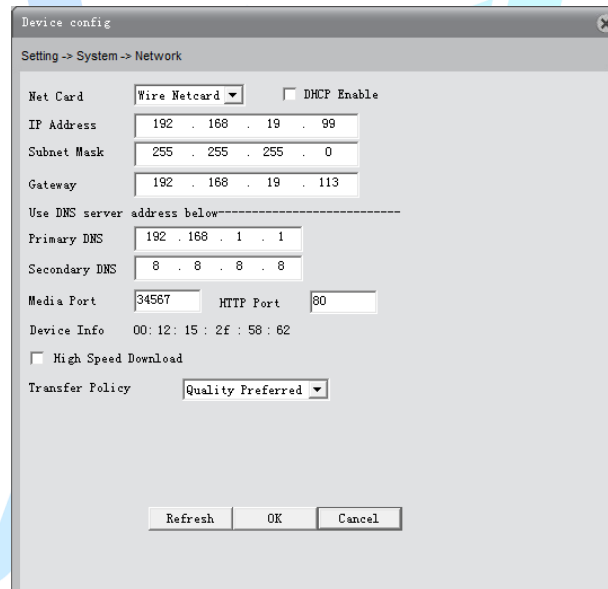 Device config
Setting -> System -> Network
Net Card Wire Netcard DHCP Enable
IP Address 192 . 168 . 19 . 99
Subnet Mask 255 . 255 . 255 . 0
Gateway 192 . 168 . 19 . 113
Use DNS server address below---------------------------
Primary DNS 192 . 168 . 1 . 1
Secondary DNS 8 . 8 . 8 . 8
Media Port 34567 HTTP Port 80
Device Info 00: 12: 15 : 2f : 58 : 62
High Speed Download
Transfer Policy Quality Preferred
Refresh OK Cancel